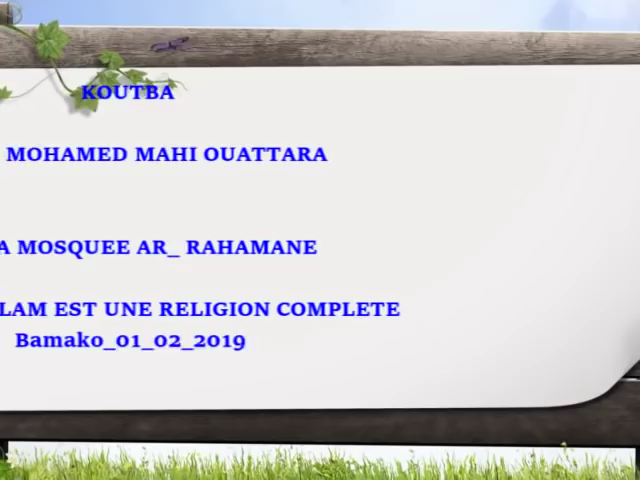 KOUTBA
MOHAMED MAHI OUATTARA
A MOSQUEE AR_ RAHAMANE
LAM EST UNE RELIGION COMPLETE
Bamako_01_02_2019